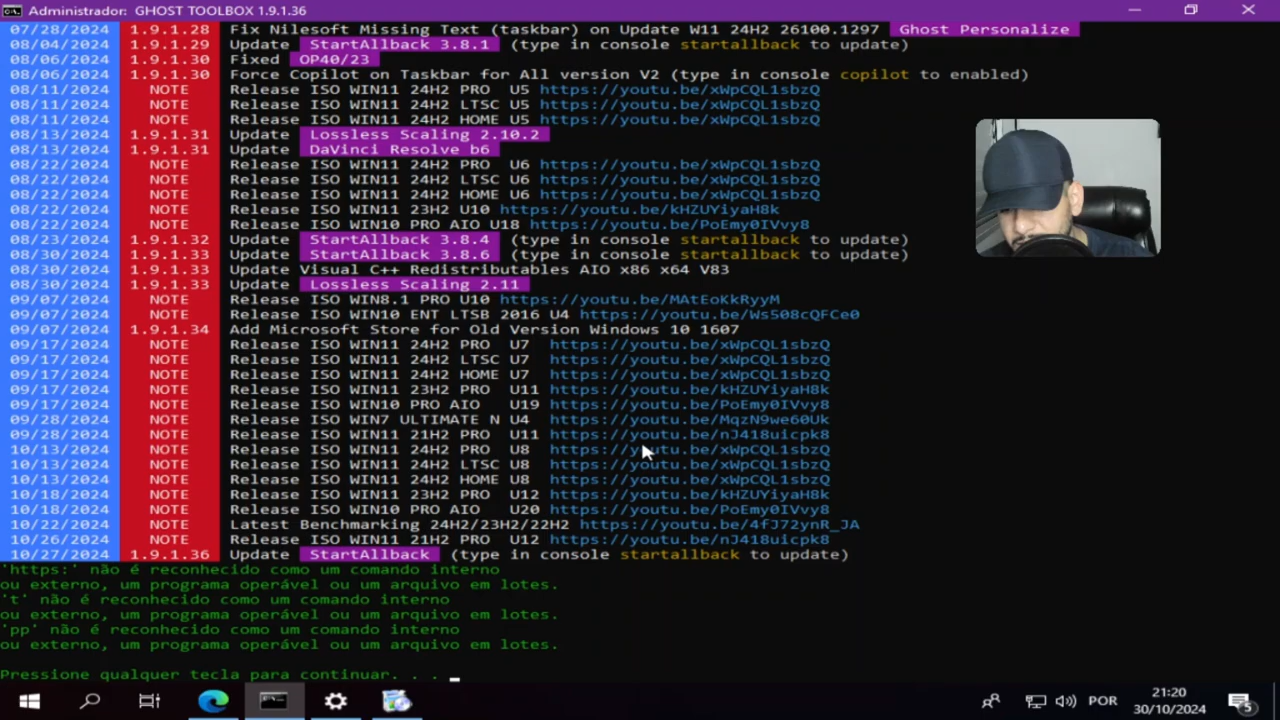 Administrador: GHOST TOOLBOX 1.9.1.36
07/28/2024 1.9.1.28 Fix Nilesoft Missing Text (taskbar) on Update W11 24H2 26100.1297 Ghost Personalize
08/04/2024 1.9.1.29 Update StartAllback 3.8.1 (type in console startallback to update)
08/06/2024 1.9.1.30 Fixed OP40/23
08/06/2024 1.9.1.30 Force Copilot on Taskbar for All version V2 (type in console copilot to enabled)
08/11/2024 NOTE Release ISO WIN11 24H2 PRO U5 https://youtu.be/xWpCQL1sbzQ
08/11/2024 NOTE Release ISO WIN11 24H2 LTSC U5 https://youtu.be/xWpCQL1sbzQ
08/11/2024 NOTE Release ISO WIN11 24H2 HOME U5 https://youtu.be/xWpCQL1sbzQ
08/13/2024 1.9.1.31 Update Lossless Scaling 2.10.2
08/13/2024 1.9.1.31 Update DaVinci Resolve b6
08/22/2024 NOTE Release ISO WIN11 24H2 PRO U6 https://youtu.be/xWpCQL1sbzQ
08/22/2024 NOTE Release ISO WIN11 24H2 LTSC U6 https://youtu.be/xWpCQL1sbzQ
08/22/2024 NOTE Release ISO WIN11 24H2 HOME U6 https://youtu.be/xWpCQL1sbzQ
08/22/2024 NOTE Release ISO WIN11 23H2 U10 https://youtu.be/kHZUYiyaH8k
08/22/2024 NOTE Release ISO WIN10 PRO AIO U18 https://youtu.be/PoEmy0IVvy8
08/23/2024 1.9.1.32 Update StartAllback 3.8.4 (type in console startallback to update)
08/30/2024 1.9.1.33 Update StartAllback 3.8.6 (type in console startallback to update)
08/30/2024 1.9.1.33 Update Visual C++ Redistributables AIO x86 x64 V83
08/30/2024 1.9.1.33 Update Lossless Scaling 2.11
09/07/2024 NOTE Release ISO WIN8.1 PRO U10 https://youtu.be/MAtEoKkRyyM
09/07/2024 NOTE Release ISO WIN10 ENT LTSB 2016 U4 https://youtu.be/Ws508cQFCe0
09/07/2024 1.9.1.34 Add Microsoft Store for Old Version Windows 10 1607
09/17/2024 NOTE Release ISO WIN11 24H2 PRO U7 https://youtu.be/xWpCQL1sbzQ
09/17/2024 NOTE Release ISO WIN11 24H2 LTSC U7 https://youtu.be/xWpCQL1sbzQ
09/17/2024 NOTE Release ISO WIN11 24H2 HOME U7 https://youtu.be/xWpCQL1sbzQ
09/17/2024 NOTE Release ISO WIN11 23H2 PRO U11 https://youtu.be/kHZUYiyaH8k
09/17/2024 NOTE Release ISO WIN10 PRO AIO U19 https://youtu.be/PoEmy0IVvy8
09/28/2024 NOTE Release ISO WIN7 ULTIMATE N U4 https://youtu.be/MqzN9we60Uk
09/28/2024 NOTE Release ISO WIN11 21H2 PRO U11 https://youtu.be/nJ418uicpk8
10/13/2024 NOTE Release ISO WIN11 24H2 PRO U8 https://youtu.be/xWpCQL1sbzQ
10/13/2024 NOTE Release ISO WIN11 24H2 LTSC U8 https://youtu.be/xWpCQL1sbzQ
10/13/2024 NOTE Release ISO WIN11 24H2 HOME U8 https://youtu.be/xWpCQL1sbzQ
10/18/2024 NOTE Release ISO WIN11 23H2 PRO U12 https://youtu.be/kHZUYiyaH8k
10/18/2024 NOTE Release ISO WIN10 PRO AIO U20 https://youtu.be/PoEmy0IVvy8
10/22/2024 NOTE Latest Benchmarking 24H2/23H2/22H2 https://youtu.be/4fJ72ynR_JA
10/26/2024 NOTE Release ISO WIN11 21H2 PRO U12 https://youtu.be/nJ418uicpk8
10/27/2024 1.9.1.36 Update StartAllback (type in console startallback to update)
'https:' não é reconhecido como um comando interno
ou externo, um programa operável ou um arquivo em lotes.
't' não é reconhecido como um comando interno
ou externo, um programa operável ou um arquivo em lotes.
'pp' não é reconhecido como um comando interno
ou externo, um programa operável ou um arquivo em lotes.
Pressione qualquer tecla para continuar. . .
POR
21:20
30/10/2024
5